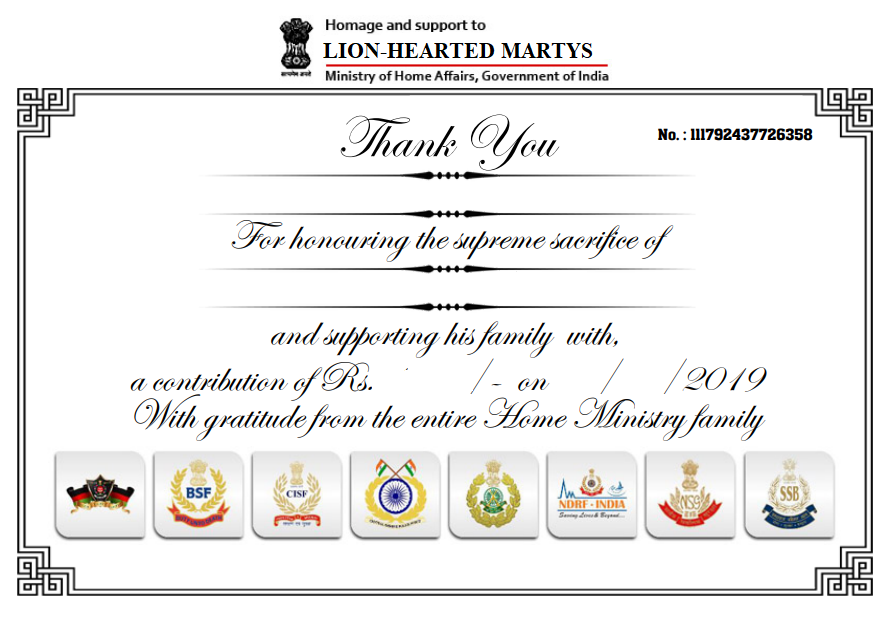 Homage and support to
LION-HEARTED MARTYS
सत्यमेव जयते
Ministry of Home Affairs, Government of India
Thank You
No. : 111792437726358
For honouring the supreme sacrifice of
and supporting his family with,
a contribution of Rs. /- on / /2019
With gratitude from the entire Home Ministry family
BSF
CISF
NDRF · INDIA
Saving Lives & Beyond...
NSG
SSB